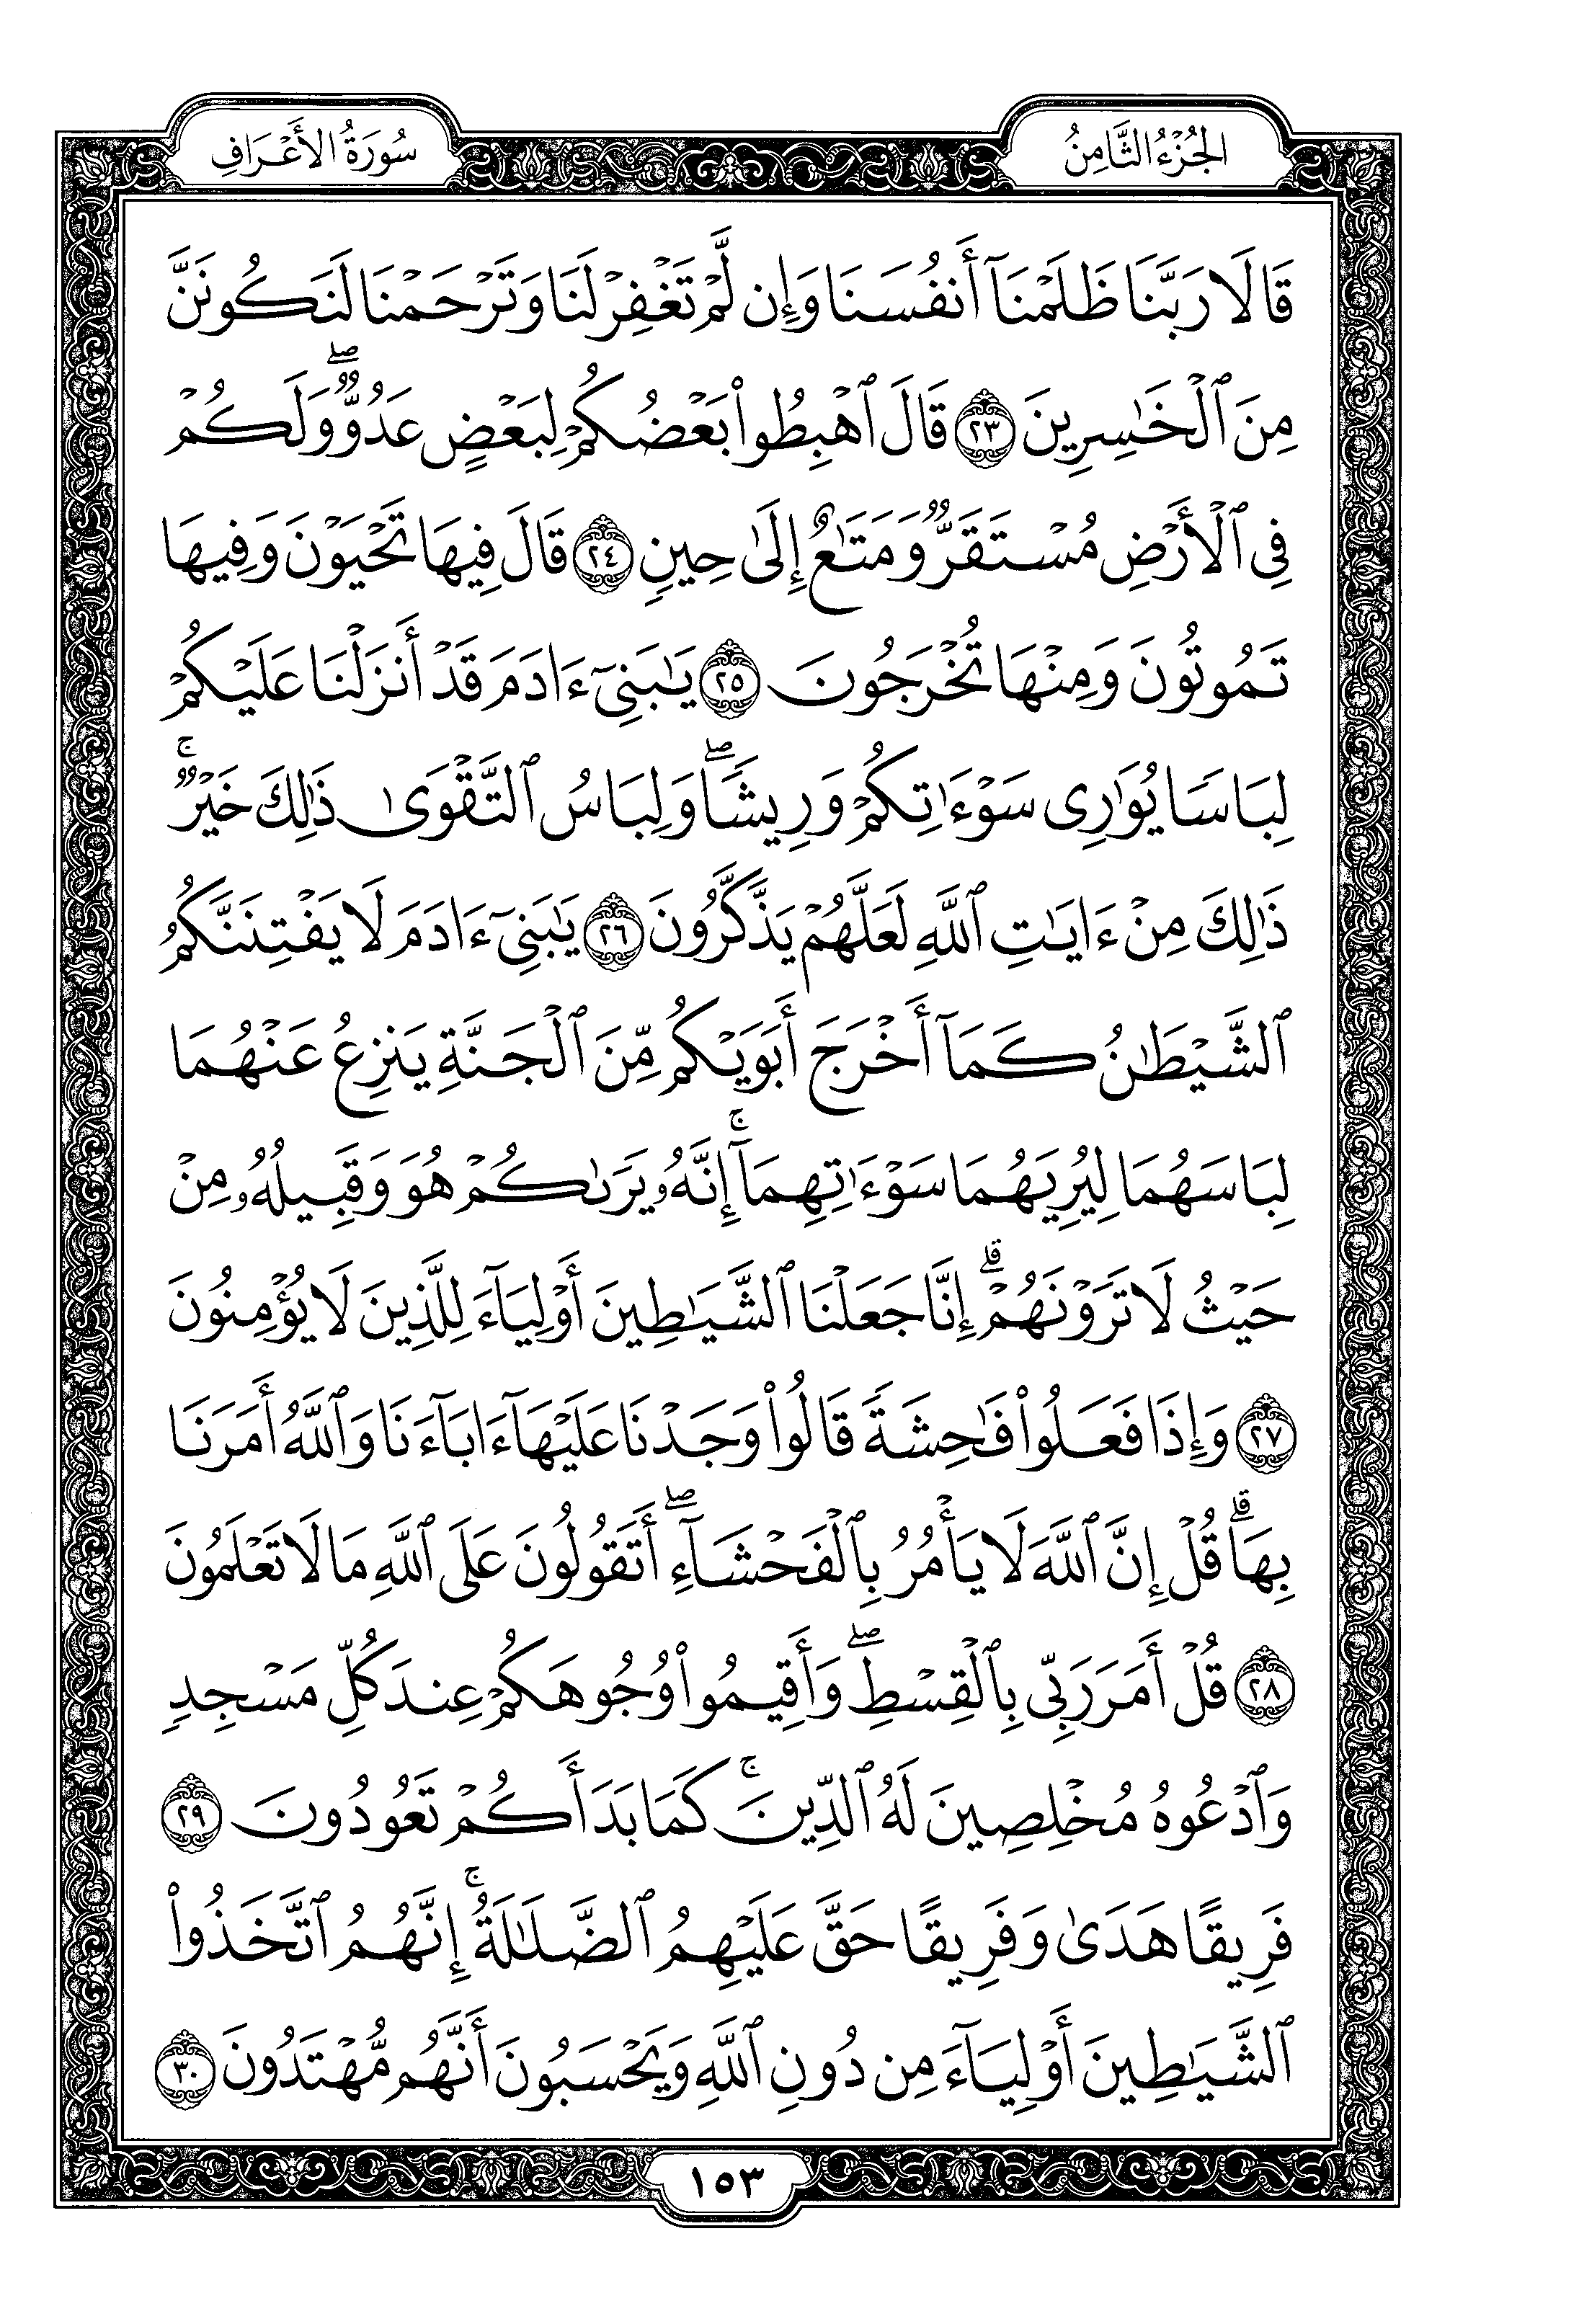 الجُزْءُ الثَّامِنُ
سُورَةُ الأَعْرَافِ
قَالَا رَبَّنَا ظَلَمْنَآ أَنفُسَنَا وَإِن لَّمْ تَغْفِرْ لَنَا وَتَرْحَمْنَا لَنَكُونَنَّ
مِنَ ٱلْخَٰسِرِينَ ٢٣ قَالَ ٱهْبِطُوا۟ بَعْضُكُمْ لِبَعْضٍ عَدُوٌّ ۖ وَلَكُمْ
فِى ٱلْأَرْضِ مُسْتَقَرٌّ وَمَتَٰعٌ إِلَىٰ حِينٍ ٢٤ قَالَ فِيهَا تَحْيَوْنَ وَفِيهَا
تَمُوتُونَ وَمِنْهَا تُخْرَجُونَ ٢٥ يَٰبَنِىٓ ءَادَمَ قَدْ أَنزَلْنَا عَلَيْكُمْ
لِبَاسًا يُوَٰرِى سَوْءَٰتِكُمْ وَرِيشًا ۖ وَلِبَاسُ ٱلتَّقْوَىٰ ذَٰلِكَ خَيْرٌ ۚ
ذَٰلِكَ مِنْ ءَايَٰتِ ٱللَّهِ لَعَلَّهُمْ يَذَّكَّرُونَ ٢٦ يَٰبَنِىٓ ءَادَمَ لَا يَفْتِنَنَّكُمُ
ٱلشَّيْطَٰنُ كَمَآ أَخْرَجَ أَبَوَيْكُم مِّنَ ٱلْجَنَّةِ يَنزِعُ عَنْهُمَا
لِبَاسَهُمَا لِيُرِيَهُمَا سَوْءَٰتِهِمَآ ۚ إِنَّهُۥ يَرَىٰكُمْ هُوَ وَقَبِيلُهُۥ مِنْ
حَيْثُ لَا تَرَوْنَهُمْ ۗ إِنَّا جَعَلْنَا ٱلشَّيَٰطِينَ أَوْلِيَآءَ لِلَّذِينَ لَا يُؤْمِنُونَ
٢٧ وَإِذَا فَعَلُوا۟ فَٰحِشَةً قَالُوا۟ وَجَدْنَا عَلَيْهَآ ءَابَآءَنَا وَٱللَّهُ أَمَرَنَا
بِهَا ۗ قُلْ إِنَّ ٱللَّهَ لَا يَأْمُرُ بِٱلْفَحْشَآءِ ۖ أَتَقُولُونَ عَلَى ٱللَّهِ مَا لَا تَعْلَمُونَ
٢٨ قُلْ أَمَرَ رَبِّى بِٱلْقِسْطِ ۖ وَأَقِيمُوا۟ وُجُوهَكُمْ عِندَ كُلِّ مَسْجِدٍ
وَٱدْعُوهُ مُخْلِصِينَ لَهُ ٱلدِّينَ ۚ كَمَا بَدَأَكُمْ تَعُودُونَ ٢٩
فَرِيقًا هَدَىٰ وَفَرِيقًا حَقَّ عَلَيْهِمُ ٱلضَّلَٰلَةُ ۚ إِنَّهُمُ ٱتَّخَذُوا۟
ٱلشَّيَٰطِينَ أَوْلِيَآءَ مِن دُونِ ٱللَّهِ وَيَحْسَبُونَ أَنَّهُم مُّهْتَدُونَ ٣٠
١٥٣